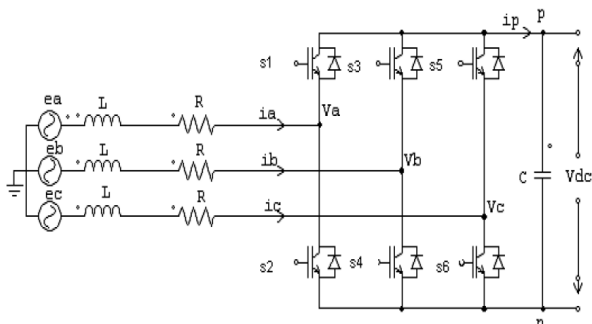 ip p
s1 s3 s5
ea L R ia Va
eb L R ib Vb C Vdc
ec L R ic Vc
s2 s4 s6
n